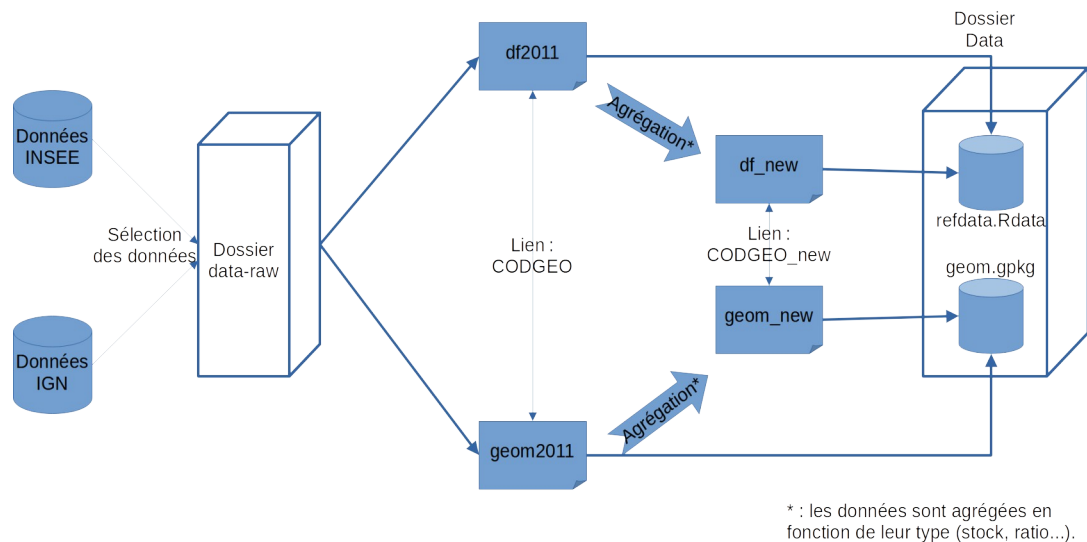 Données
INSEE
Données
IGN
Sélection
des données
Dossier
data-raw
df2011
Lien :
CODGEO
geom2011
Agrégation*
Agrégation*
df_new
Lien :
CODGEO_new
geom_new
Dossier
Data
refdata.Rdata
geom.gpkg
* : les données sont agrégées en
fonction de leur type (stock, ratio...).